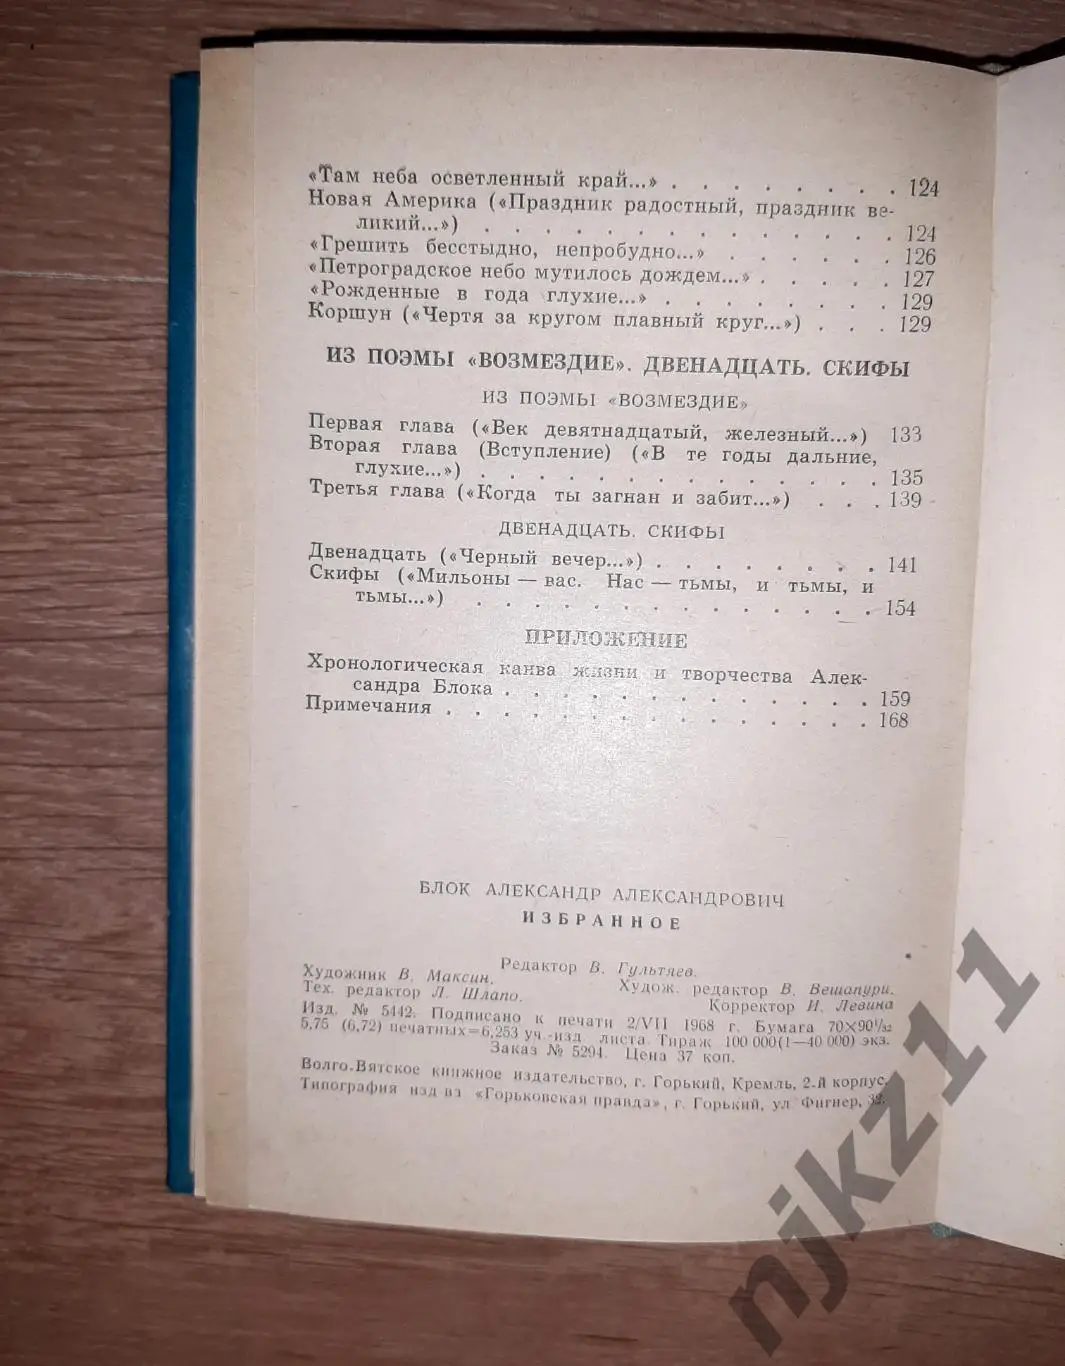 «Там неба осветленный край...» . . . . . . . . 124
Новая Америка («Праздник радостный, праздник ве-
ликий...») . . . . . . . . . . . . . . 124
«Грешить бесстыдно, непробудно...» . . . . . . 126
«Петроградское небо мутилось дождем...» . . . . . 127
«Рожденные в года глухие...» . . . . . . . . 129
Коршун («Чертя за кругом плавный круг...») . . . 129
ИЗ ПОЭМЫ «ВОЗМЕЗДИЕ». ДВЕНАДЦАТЬ. СКИФЫ
ИЗ ПОЭМЫ «ВОЗМЕЗДИЕ»
Первая глава («Век девятнадцатый, железный...») 133
Вторая глава (Вступление) («В те годы дальние,
глухие...») . . . . . . . . . . . . . . 135
Третья глава («Когда ты загнан и забит...») . . . 139
ДВЕНАДЦАТЬ. СКИФЫ
Двенадцать («Черный вечер...») . . . . . . . . 141
Скифы («Мильоны — вас. Нас — тьмы, и тьмы, и
тьмы...») . . . . . . . . . . . . . . 154
ПРИЛОЖЕНИЕ
Хронологическая канва жизни и творчества Алек-
сандра Блока . . . . . . . . . . . . . 159
Примечания . . . . . . . . . . . . . . . 168
БЛОК АЛЕКСАНДР АЛЕКСАНДРОВИЧ
ИЗБРАННОЕ
Редактор В. Гультяев.
Художник В. Максин. Худож. редактор В. Вешапури.
Тех. редактор Л. Шлапо. Корректор И. Левина
Изд. № 5442. Подписано к печати 2/VII 1968 г. Бумага 70×90 1/32
5,75 (6,72) печатных=6,253 уч.-изд листа Тираж 100 000(1—40 000) экз.
Заказ № 5294. Цена 37 коп.
Волго-Вятское книжное издательство, г. Горький, Кремль, 2-й корпус.
Типография изд ва «Горьковская правда», г. Горький, ул Фигнер, 32.
njkz11